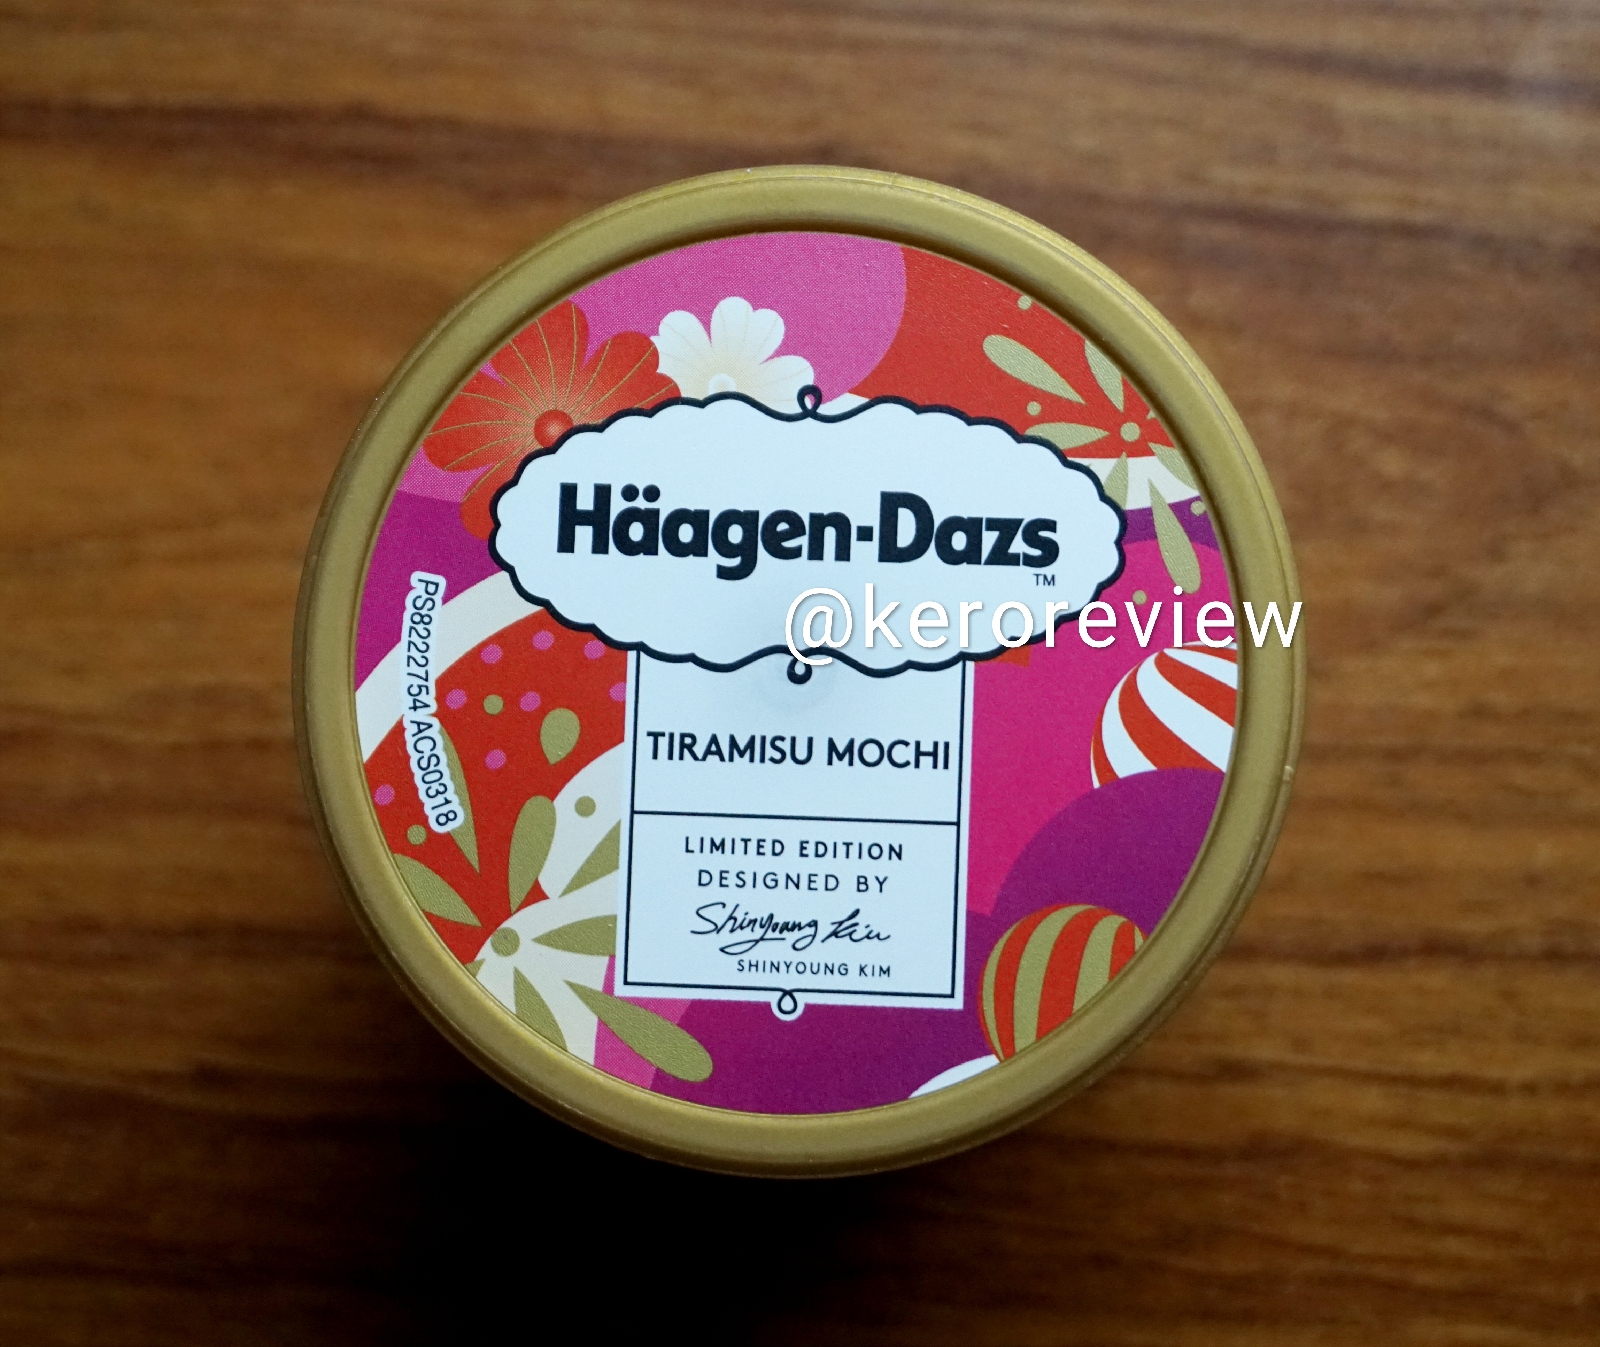 Häagen-Dazs
TM
@keroreview
PS8222754 ACS0318
TIRAMISU MOCHI
LIMITED EDITION
DESIGNED BY
Shinyoung Kim
SHINYOUNG KIM